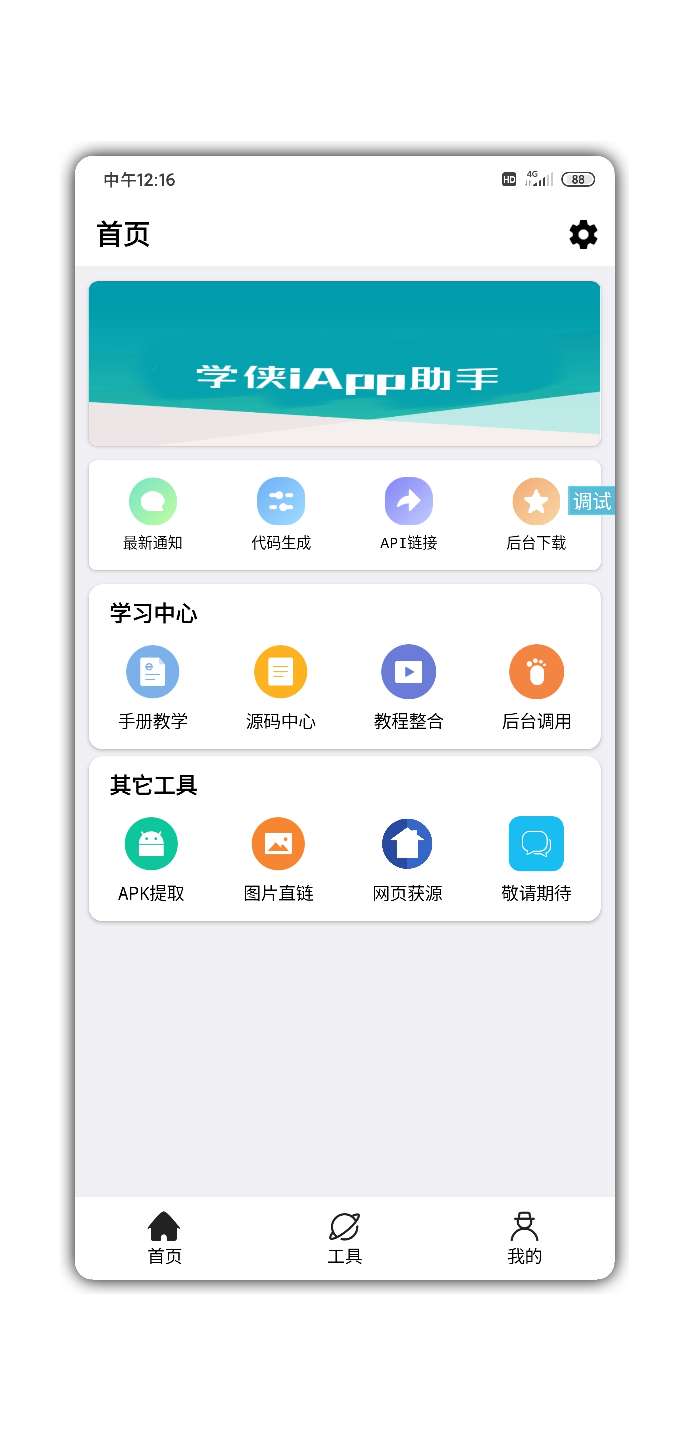 中午12:16
HD 4G 88
首页
学侠iApp助手
最新通知 代码生成 API链接 后台下载
调试
学习中心
手册教学 源码中心 教程整合 后台调用
其它工具
APK提取 图片直链 网页获源 敬请期待
首页 工具 我的